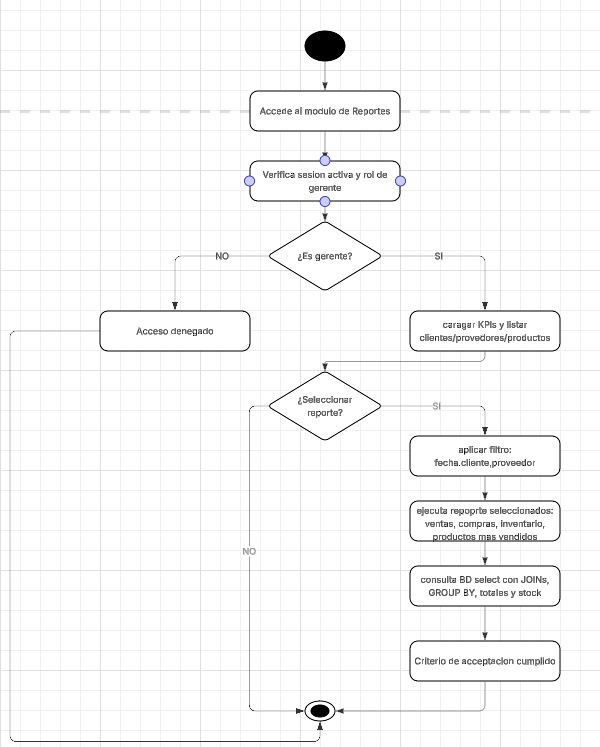 Accede al modulo de Reportes
Verifica sesion activa y rol de
gerente
¿Es gerente?
NO
SI
Acceso denegado
caragar KPIs y listar
clientes/provedores/productos
¿Seleccionar
reporte?
SI
aplicar filtro:
fecha.cliente,proveedor
ejecuta repoprte seleccionados:
ventas, compras, inventario,
productos mas vendidos
NO
consulta BD select con JOINs,
GROUP BY, totales y stock
Criterio de acceptacion cumplido